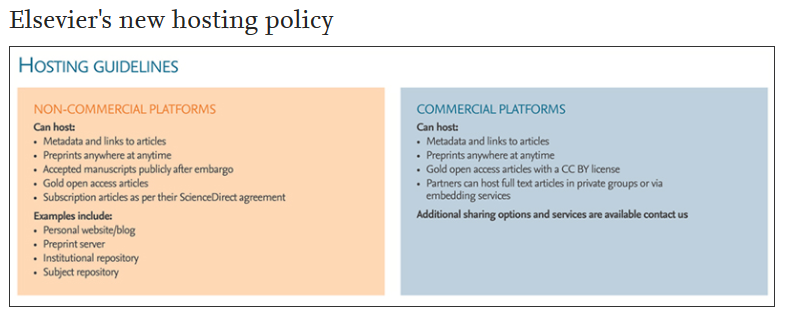 Elsevier's new hosting policy
HOSTING GUIDELINES
NON-COMMERCIAL PLATFORMS
Can host:
• Metadata and links to articles
• Preprints anywhere at anytime
• Accepted manuscripts publicly after embargo
• Gold open access articles
• Subscription articles as per their ScienceDirect agreement
Examples include:
• Personal website/blog
• Preprint server
• Institutional repository
• Subject repository
COMMERCIAL PLATFORMS
Can host:
• Metadata and links to articles
• Preprints anywhere at anytime
• Gold open access articles with a CC BY license
• Partners can host full text articles in private groups or via
embedding services
Additional sharing options and services are available contact us